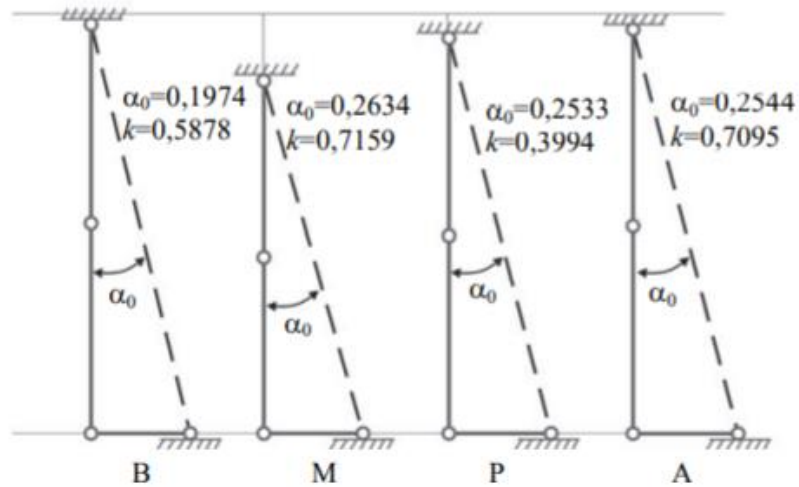 α₀=0,1974
k=0,5878
α₀
B
α₀=0,2634
k=0,7159
α₀
M
α₀=0,2533
k=0,3994
α₀
P
α₀=0,2544
k=0,7095
α₀
A